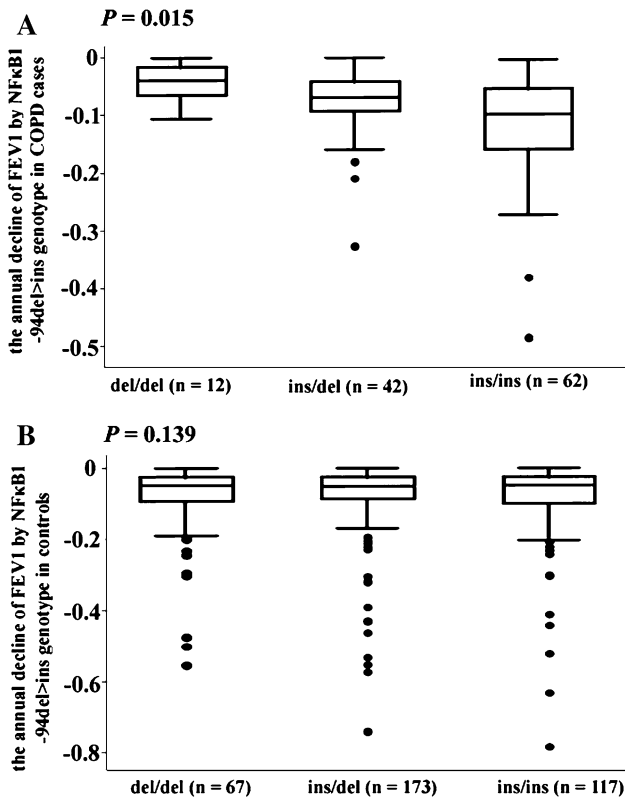 A
P = 0.015
the annual decline of FEV1 by NFκB1
-94del>ins genotype in COPD cases
0
-0.1
-0.2
-0.3
-0.4
-0.5
del/del (n = 12)
ins/del (n = 42)
ins/ins (n = 62)
B
P = 0.139
the annual decline of FEV1 by NFκB1
-94del>ins genotype in controls
0
-0.2
-0.4
-0.6
-0.8
del/del (n = 67)
ins/del (n = 173)
ins/ins (n = 117)